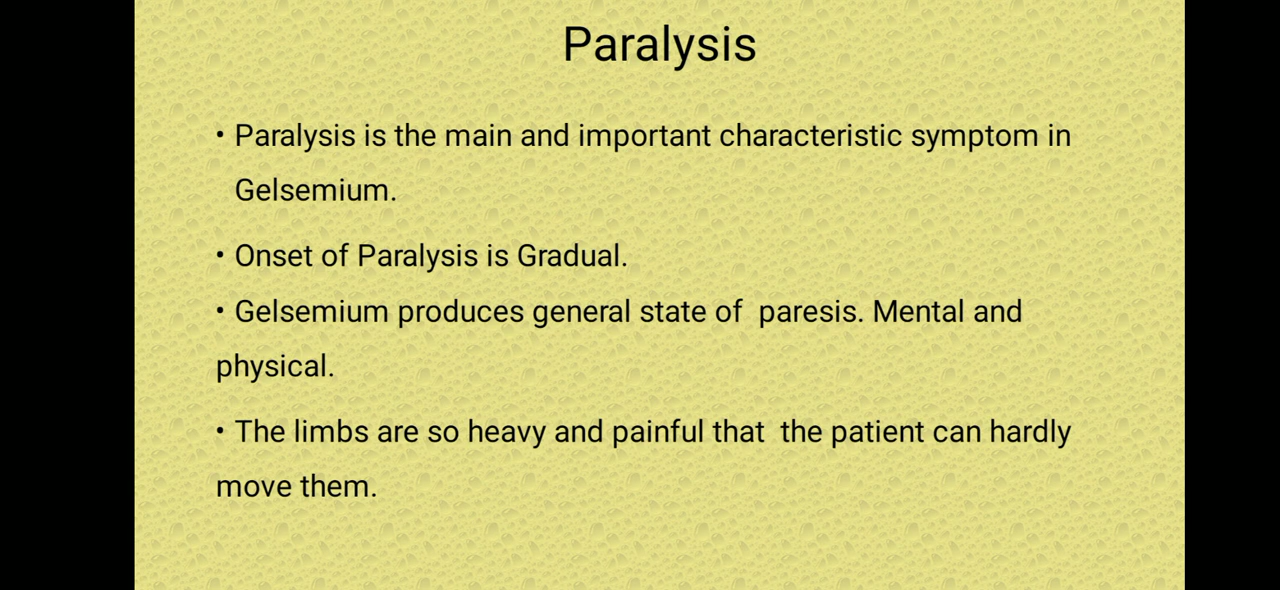 Paralysis
• Paralysis is the main and important characteristic symptom in
Gelsemium.
• Onset of Paralysis is Gradual.
• Gelsemium produces general state of  paresis. Mental and
physical.
• The limbs are so heavy and painful that  the patient can hardly
move them.